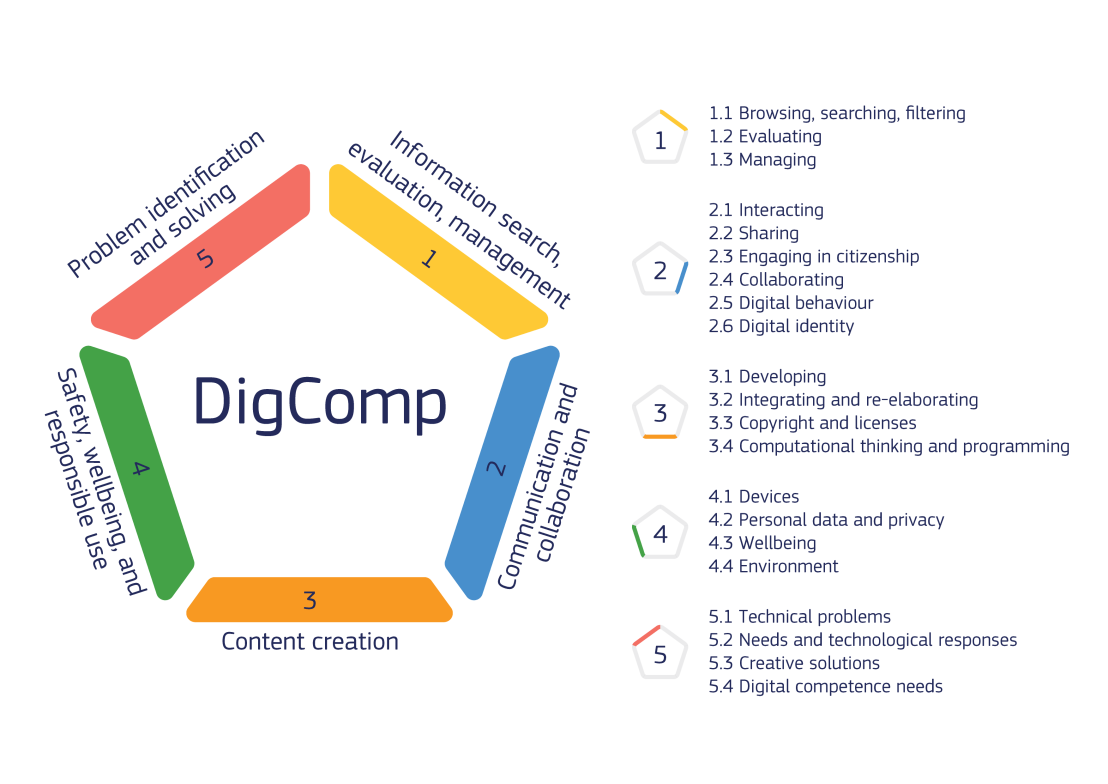 Problem identification
and solving
5
Information search,
evaluation, management
1
DigComp
Safety, wellbeing, and
responsible use
4
Communication and
collaboration
2
3
Content creation
1
1.1 Browsing, searching, filtering
1.2 Evaluating
1.3 Managing
2
2.1 Interacting
2.2 Sharing
2.3 Engaging in citizenship
2.4 Collaborating
2.5 Digital behaviour
2.6 Digital identity
3
3.1 Developing
3.2 Integrating and re-elaborating
3.3 Copyright and licenses
3.4 Computational thinking and programming
4
4.1 Devices
4.2 Personal data and privacy
4.3 Wellbeing
4.4 Environment
5
5.1 Technical problems
5.2 Needs and technological responses
5.3 Creative solutions
5.4 Digital competence needs